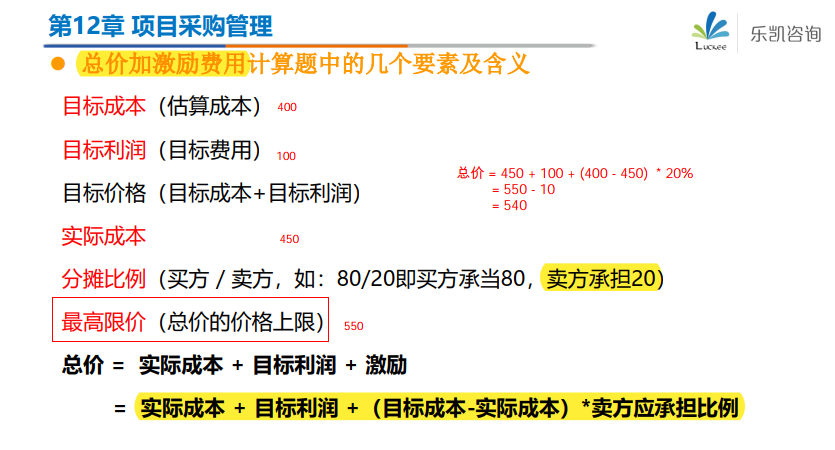 第12章 项目采购管理
Luckee 乐凯咨询
总价加激励费用计算题中的几个要素及含义
目标成本（估算成本） 400
目标利润（目标费用） 100
总价 = 450 + 100 + (400 - 450) * 20%
= 550 - 10
= 540
目标价格（目标成本+目标利润）
实际成本 450
分摊比例（买方 / 卖方，如：80/20即买方承当80，卖方承担20）
最高限价（总价的价格上限） 550
总价 = 实际成本 + 目标利润 + 激励
= 实际成本 + 目标利润 +（目标成本-实际成本）*卖方应承担比例